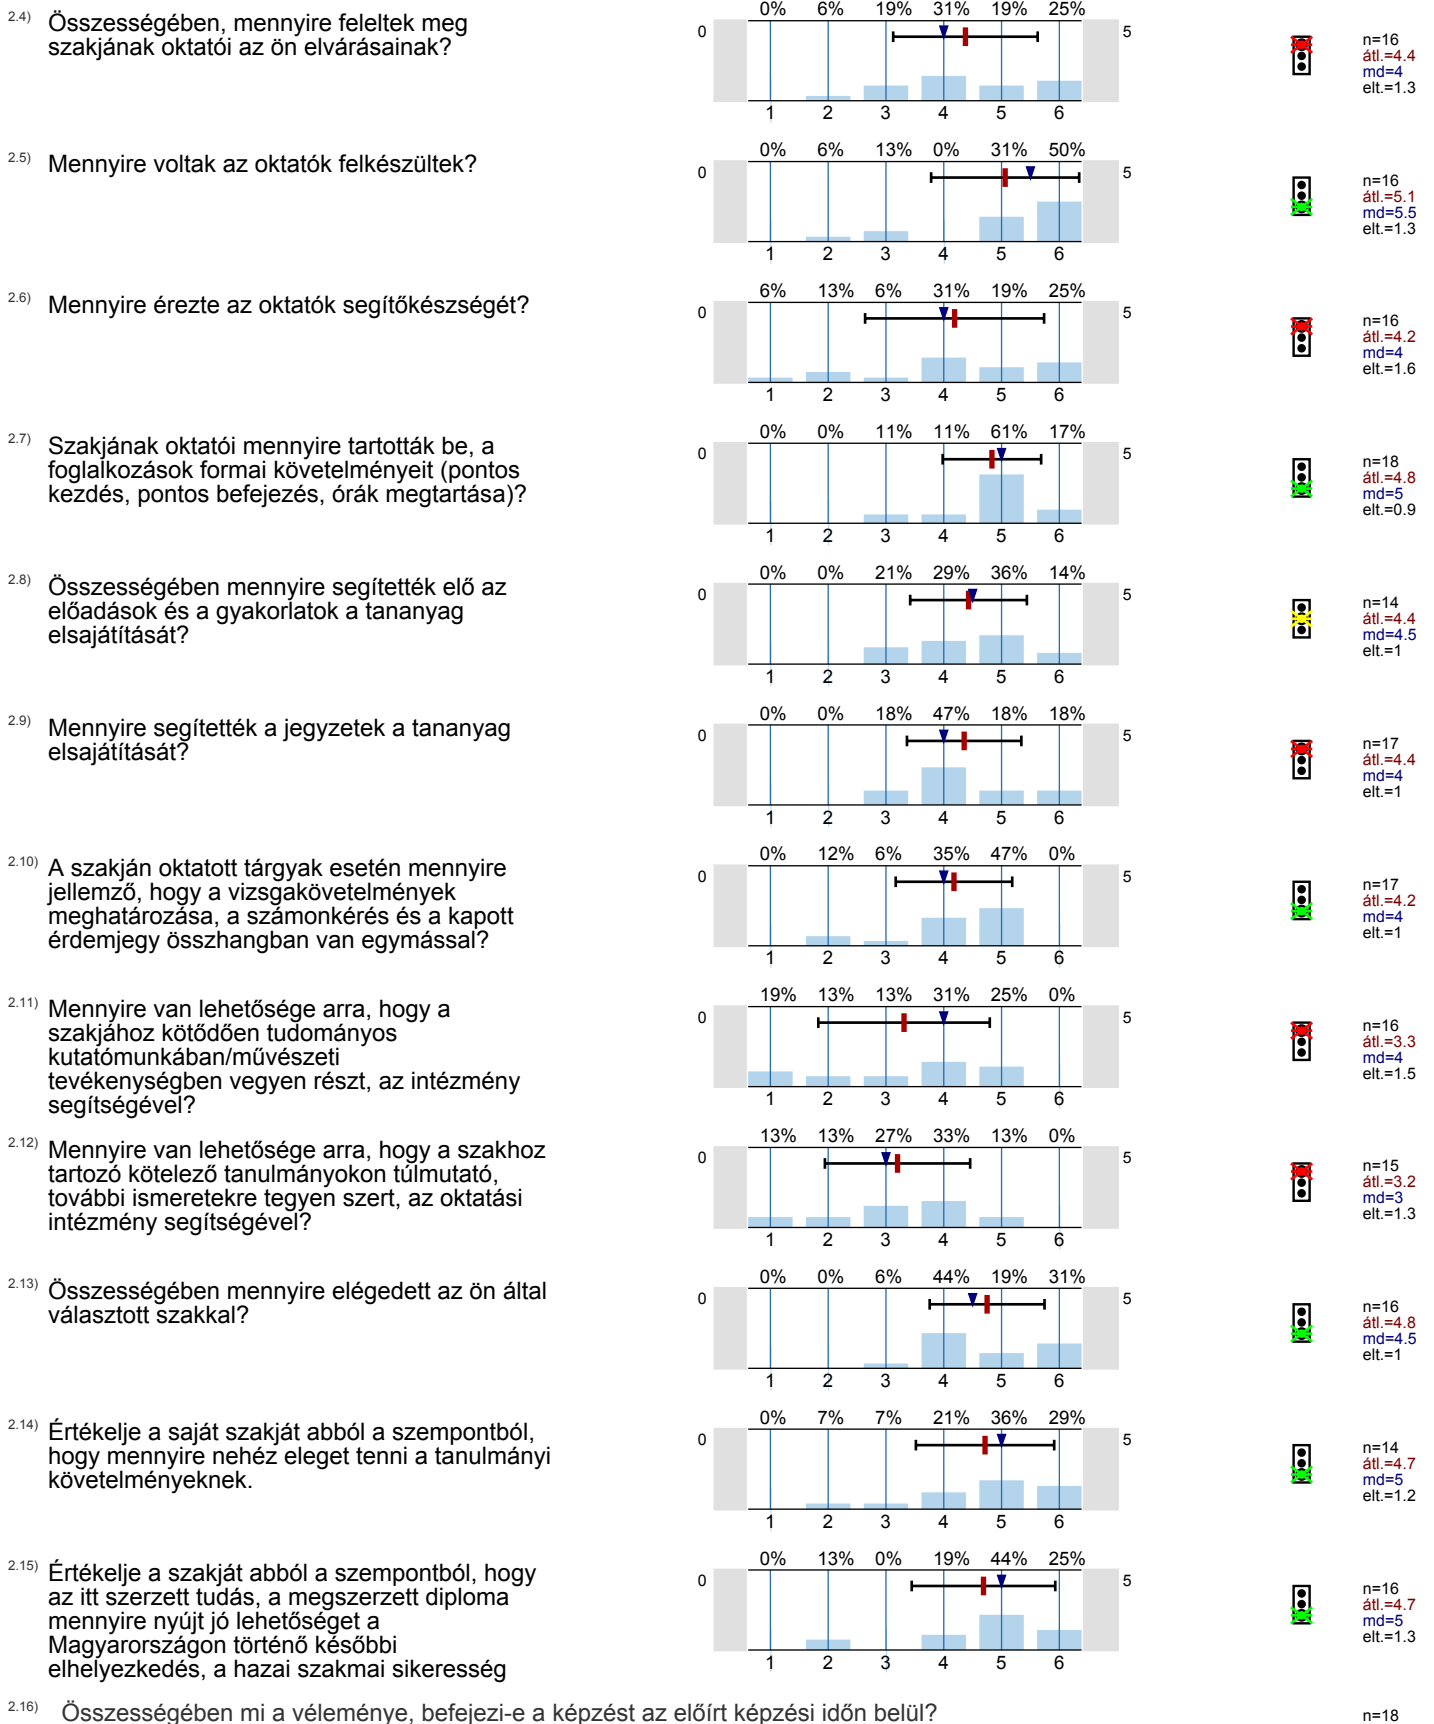 2.4) Összességében, mennyire feleltek meg
szakjának oktatói az ön elvárásainak?
0% 6% 19% 31% 19% 25%
0 5
1 2 3 4 5 6
n=16
átl.=4.4
md=4
elt.=1.3
2.5) Mennyire voltak az oktatók felkészültek?
0% 6% 13% 0% 31% 50%
0 5
1 2 3 4 5 6
n=16
átl.=5.1
md=5.5
elt.=1.3
2.6) Mennyire érezte az oktatók segítőkészségét?
6% 13% 6% 31% 19% 25%
0 5
1 2 3 4 5 6
n=16
átl.=4.2
md=4
elt.=1.6
2.7) Szakjának oktatói mennyire tartották be, a
foglalkozások formai követelményeit (pontos
kezdés, pontos befejezés, órák megtartása)?
0% 0% 11% 11% 61% 17%
0 5
1 2 3 4 5 6
n=18
átl.=4.8
md=5
elt.=0.9
2.8) Összességében mennyire segítették elő az
előadások és a gyakorlatok a tananyag
elsajátítását?
0% 0% 21% 29% 36% 14%
0 5
1 2 3 4 5 6
n=14
átl.=4.4
md=4.5
elt.=1
2.9) Mennyire segítették a jegyzetek a tananyag
elsajátítását?
0% 0% 18% 47% 18% 18%
0 5
1 2 3 4 5 6
n=17
átl.=4.4
md=4
elt.=1
2.10) A szakján oktatott tárgyak esetén mennyire
jellemző, hogy a vizsgakövetelmények
meghatározása, a számonkérés és a kapott
érdemjegy összhangban van egymással?
0% 12% 6% 35% 47% 0%
0 5
1 2 3 4 5 6
n=17
átl.=4.2
md=4
elt.=1
2.11) Mennyire van lehetősége arra, hogy a
szakjához kötődően tudományos
kutatómunkában/művészeti
tevékenységben vegyen részt, az intézmény
segítségével?
19% 13% 13% 31% 25% 0%
0 5
1 2 3 4 5 6
n=16
átl.=3.3
md=4
elt.=1.5
2.12) Mennyire van lehetősége arra, hogy a szakhoz
tartozó kötelező tanulmányokon túlmutató,
további ismeretekre tegyen szert, az oktatási
intézmény segítségével?
13% 13% 27% 33% 13% 0%
0 5
1 2 3 4 5 6
n=15
átl.=3.2
md=3
elt.=1.3
2.13) Összességében mennyire elégedett az ön által
választott szakkal?
0% 0% 6% 44% 19% 31%
0 5
1 2 3 4 5 6
n=16
átl.=4.8
md=4.5
elt.=1
2.14) Értékelje a saját szakját abból a szempontból,
hogy mennyire nehéz eleget tenni a tanulmányi
követelményeknek.
0% 7% 7% 21% 36% 29%
0 5
1 2 3 4 5 6
n=14
átl.=4.7
md=5
elt.=1.2
2.15) Értékelje a szakját abból a szempontból, hogy
az itt szerzett tudás, a megszerzett diploma
mennyire nyújt jó lehetőséget a
Magyarországon történő későbbi
elhelyezkedés, a hazai szakmai sikeresség
0% 13% 0% 19% 44% 25%
0 5
1 2 3 4 5 6
n=16
átl.=4.7
md=5
elt.=1.3
2.16) Összességében mi a véleménye, befejezi-e a képzést az előírt képzési időn belül?
n=18